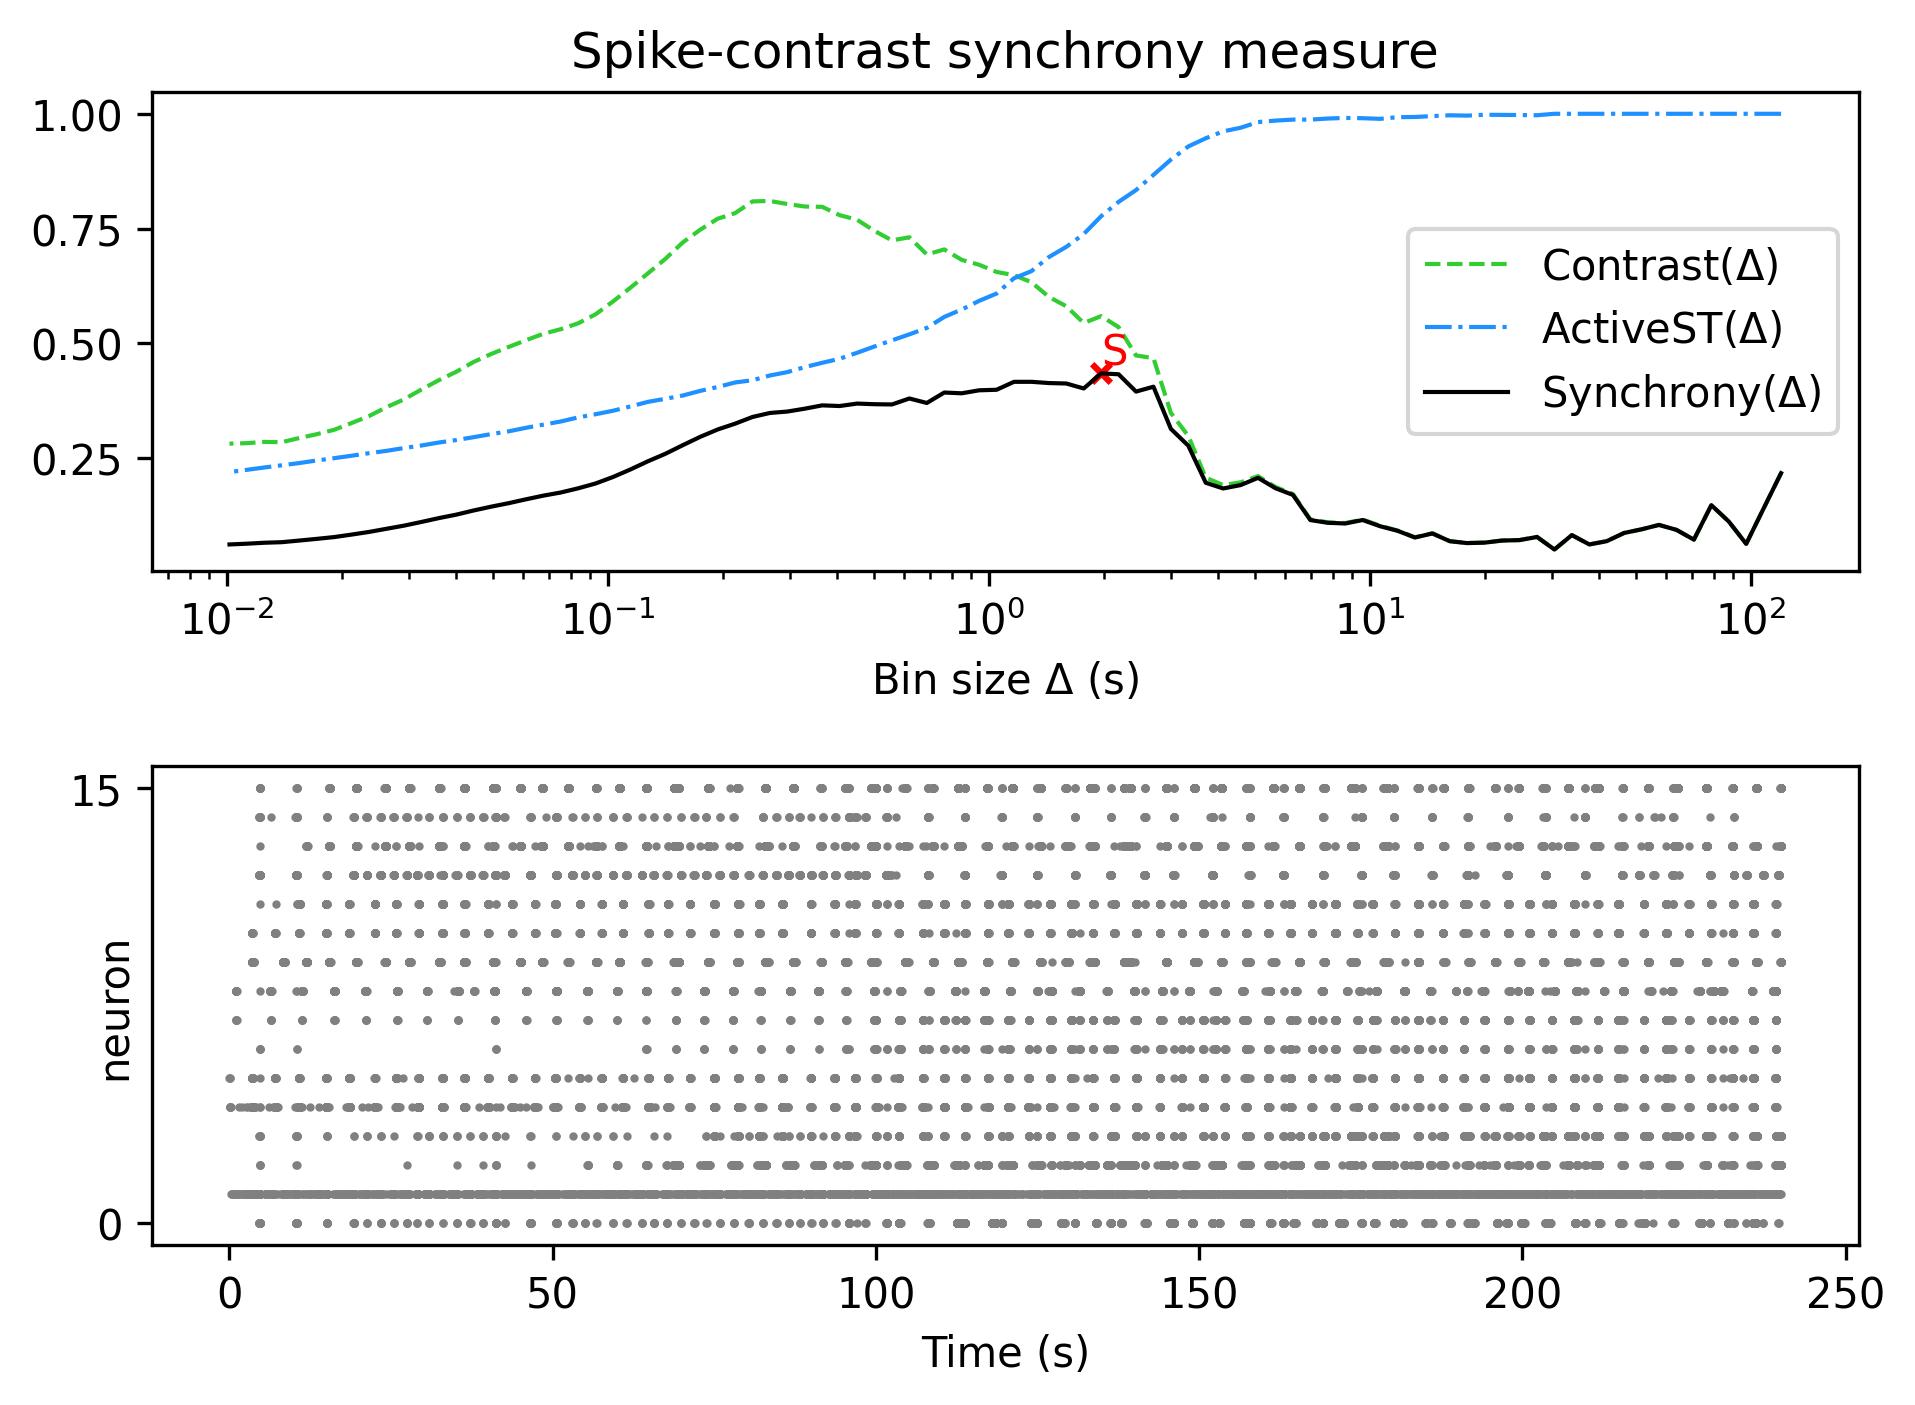 Spike-contrast synchrony measure
1.00
0.75
0.50
0.25
S
Contrast(Δ)
ActiveST(Δ)
Synchrony(Δ)
10⁻² 10⁻¹ 10⁰ 10¹ 10²
Bin size Δ (s)
15
neuron
0
0 50 100 150 200 250
Time (s)